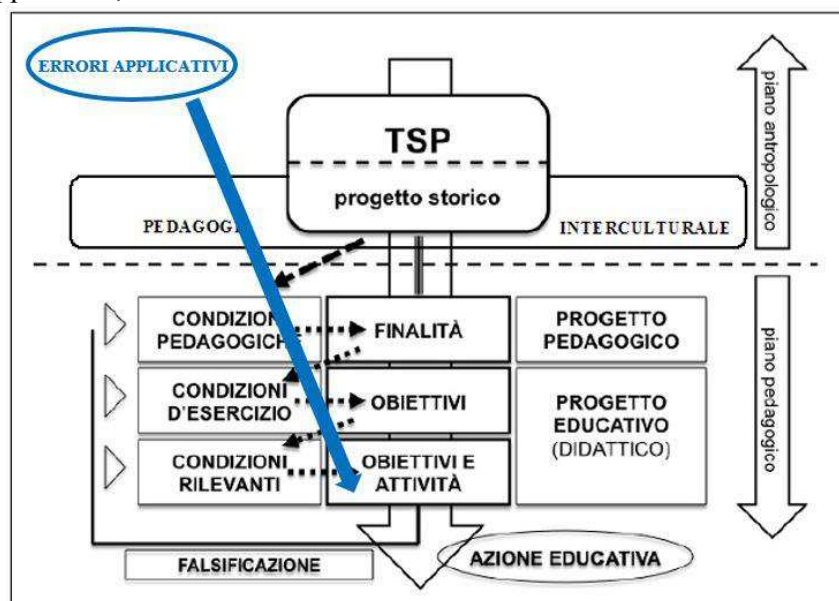 ERRORI APPLICATIVI
TSP
progetto storico
PEDAGOGI
INTERCULTURALE
piano antropologico
CONDIZIONI
PEDAGOGICHE
FINALITÀ
PROGETTO
PEDAGOGICO
CONDIZIONI
D'ESERCIZIO
OBIETTIVI
PROGETTO
EDUCATIVO
(DIDATTICO)
CONDIZIONI
RILEVANTI
OBIETTIVI E
ATTIVITÀ
piano pedagogico
FALSIFICAZIONE
AZIONE EDUCATIVA